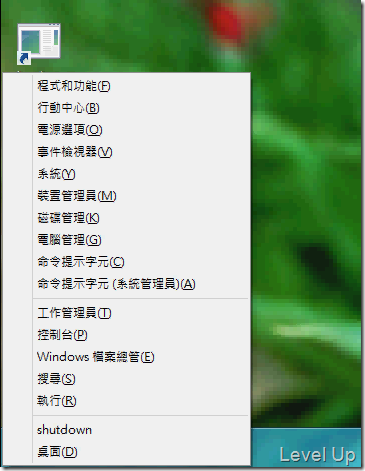 程式和功能(F)
行動中心(B)
電源選項(O)
事件檢視器(V)
系統(Y)
裝置管理員(M)
磁碟管理(K)
電腦管理(G)
命令提示字元(C)
命令提示字元 (系統管理員)(A)
工作管理員(T)
控制台(P)
Windows 檔案總管(E)
搜尋(S)
執行(R)
shutdown
桌面(D)
Level Up